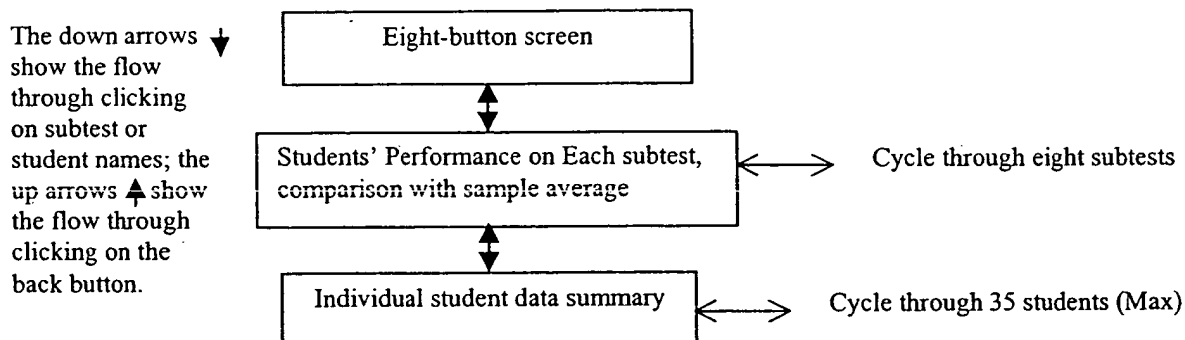 The down arrows
show the flow
through clicking
on subtest or
student names; the
up arrows show
the flow through
clicking on the
back button.
Eight-button screen
Students' Performance on Each subtest,
comparison with sample average
Cycle through eight subtests
Individual student data summary
Cycle through 35 students (Max)